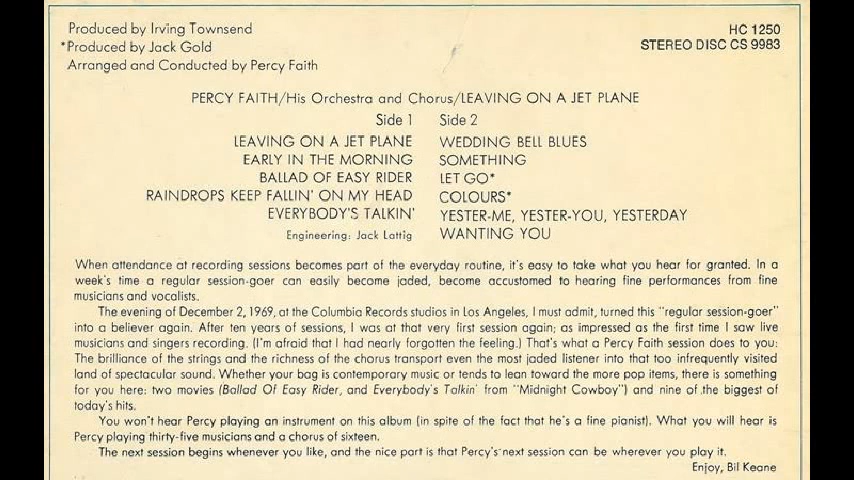 Produced by Irving Townsend
*Produced by Jack Gold
Arranged and Conducted by Percy Faith
HC 1250
STEREO DISC CS 9983
PERCY FAITH/His Orchestra and Chorus/LEAVING ON A JET PLANE
Side 1
LEAVING ON A JET PLANE
EARLY IN THE MORNING
BALLAD OF EASY RIDER
RAINDROPS KEEP FALLIN' ON MY HEAD
EVERYBODY'S TALKIN'
Engineering: Jack Lattig
Side 2
WEDDING BELL BLUES
SOMETHING
LET GO*
COLOURS*
YESTER-ME, YESTER-YOU, YESTERDAY
WANTING YOU
When attendance at recording sessions becomes part of the everyday routine, it's easy to take what you hear for granted. In a
week's time a regular session-goer can easily become jaded, become accustomed to hearing fine performances from fine
musicians and vocalists.
The evening of December 2, 1969, at the Columbia Records studios in Los Angeles, I must admit, turned this "regular session-goer"
into a believer again. After ten years of sessions, I was at that very first session again; as impressed as the first time I saw live
musicians and singers recording. (I'm afraid that I had nearly forgotten the feeling.) That's what a Percy Faith session does to you:
The brilliance of the strings and the richness of the chorus transport even the most jaded listener into that too infrequently visited
land of spectacular sound. Whether your bag is contemporary music or tends to lean toward the more pop items, there is something
for you here: two movies (Ballad Of Easy Rider, and Everybody's Talkin' from "Midnight Cowboy") and nine of the biggest of
today's hits.
You won't hear Percy playing an instrument on this album (in spite of the fact that he's a fine pianist). What you will hear is
Percy playing thirty-five musicians and a chorus of sixteen.
The next session begins whenever you like, and the nice part is that Percy's next session can be wherever you play it.
Enjoy, Bil Keane